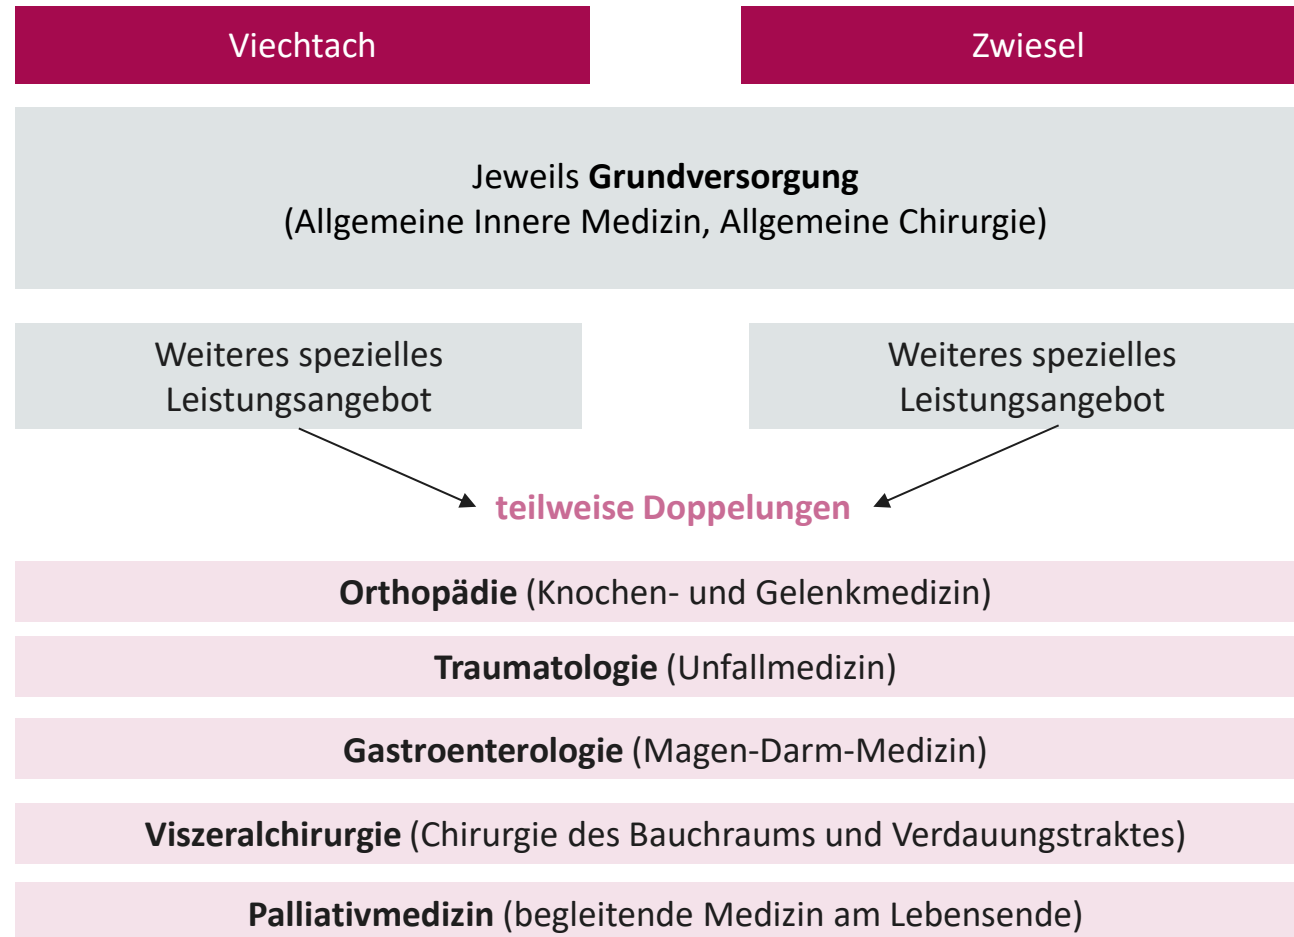 Viechtach
Zwiesel
Jeweils Grundversorgung
(Allgemeine Innere Medizin, Allgemeine Chirurgie)
Weiteres spezielles
Leistungsangebot
Weiteres spezielles
Leistungsangebot
teilweise Doppelungen
Orthopädie (Knochen- und Gelenkmedizin)
Traumatologie (Unfallmedizin)
Gastroenterologie (Magen-Darm-Medizin)
Viszeralchirurgie (Chirurgie des Bauchraums und Verdauungstraktes)
Palliativmedizin (begleitende Medizin am Lebensende)